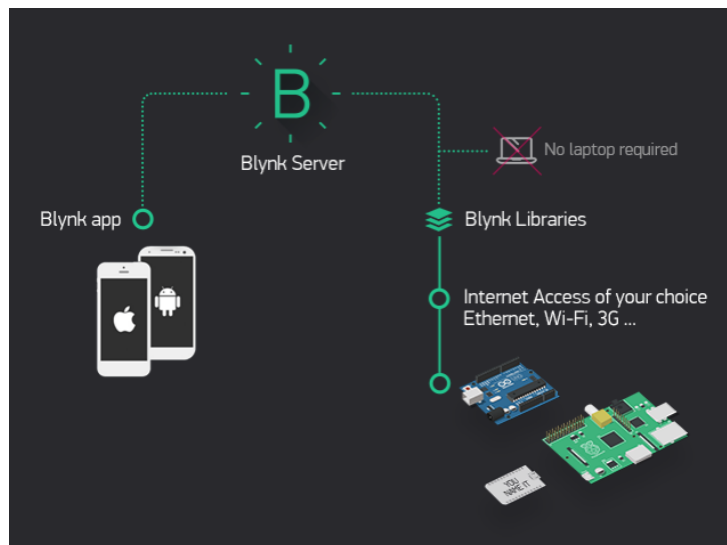 B
Blynk Server
No laptop required
Blynk app
Blynk Libraries
Internet Access of your choice
Ethernet, Wi-Fi, 3G ...
YOU
NAME IT